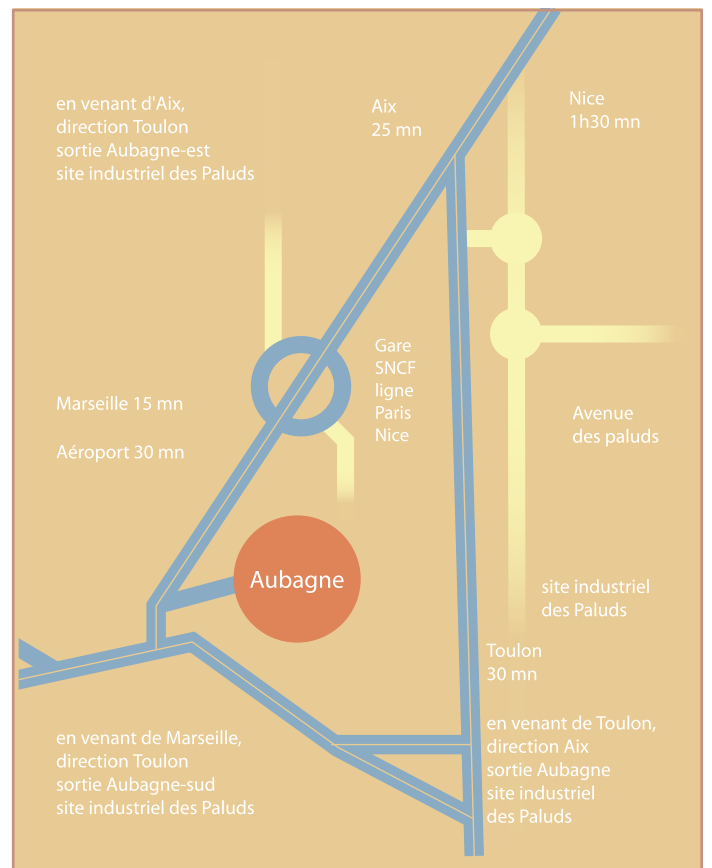 en venant d'Aix,
direction Toulon
sortie Aubagne-est
site industriel des Paluds
Aix
25 mn
Nice
1h30 mn
Gare
SNCF
ligne
Paris
Nice
Marseille 15 mn
Aéroport 30 mn
Avenue
des paluds
Aubagne
site industriel
des Paluds
Toulon
30 mn
en venant de Marseille,
direction Toulon
sortie Aubagne-sud
site industriel des Paluds
en venant de Toulon,
direction Aix
sortie Aubagne
site industriel
des Paluds